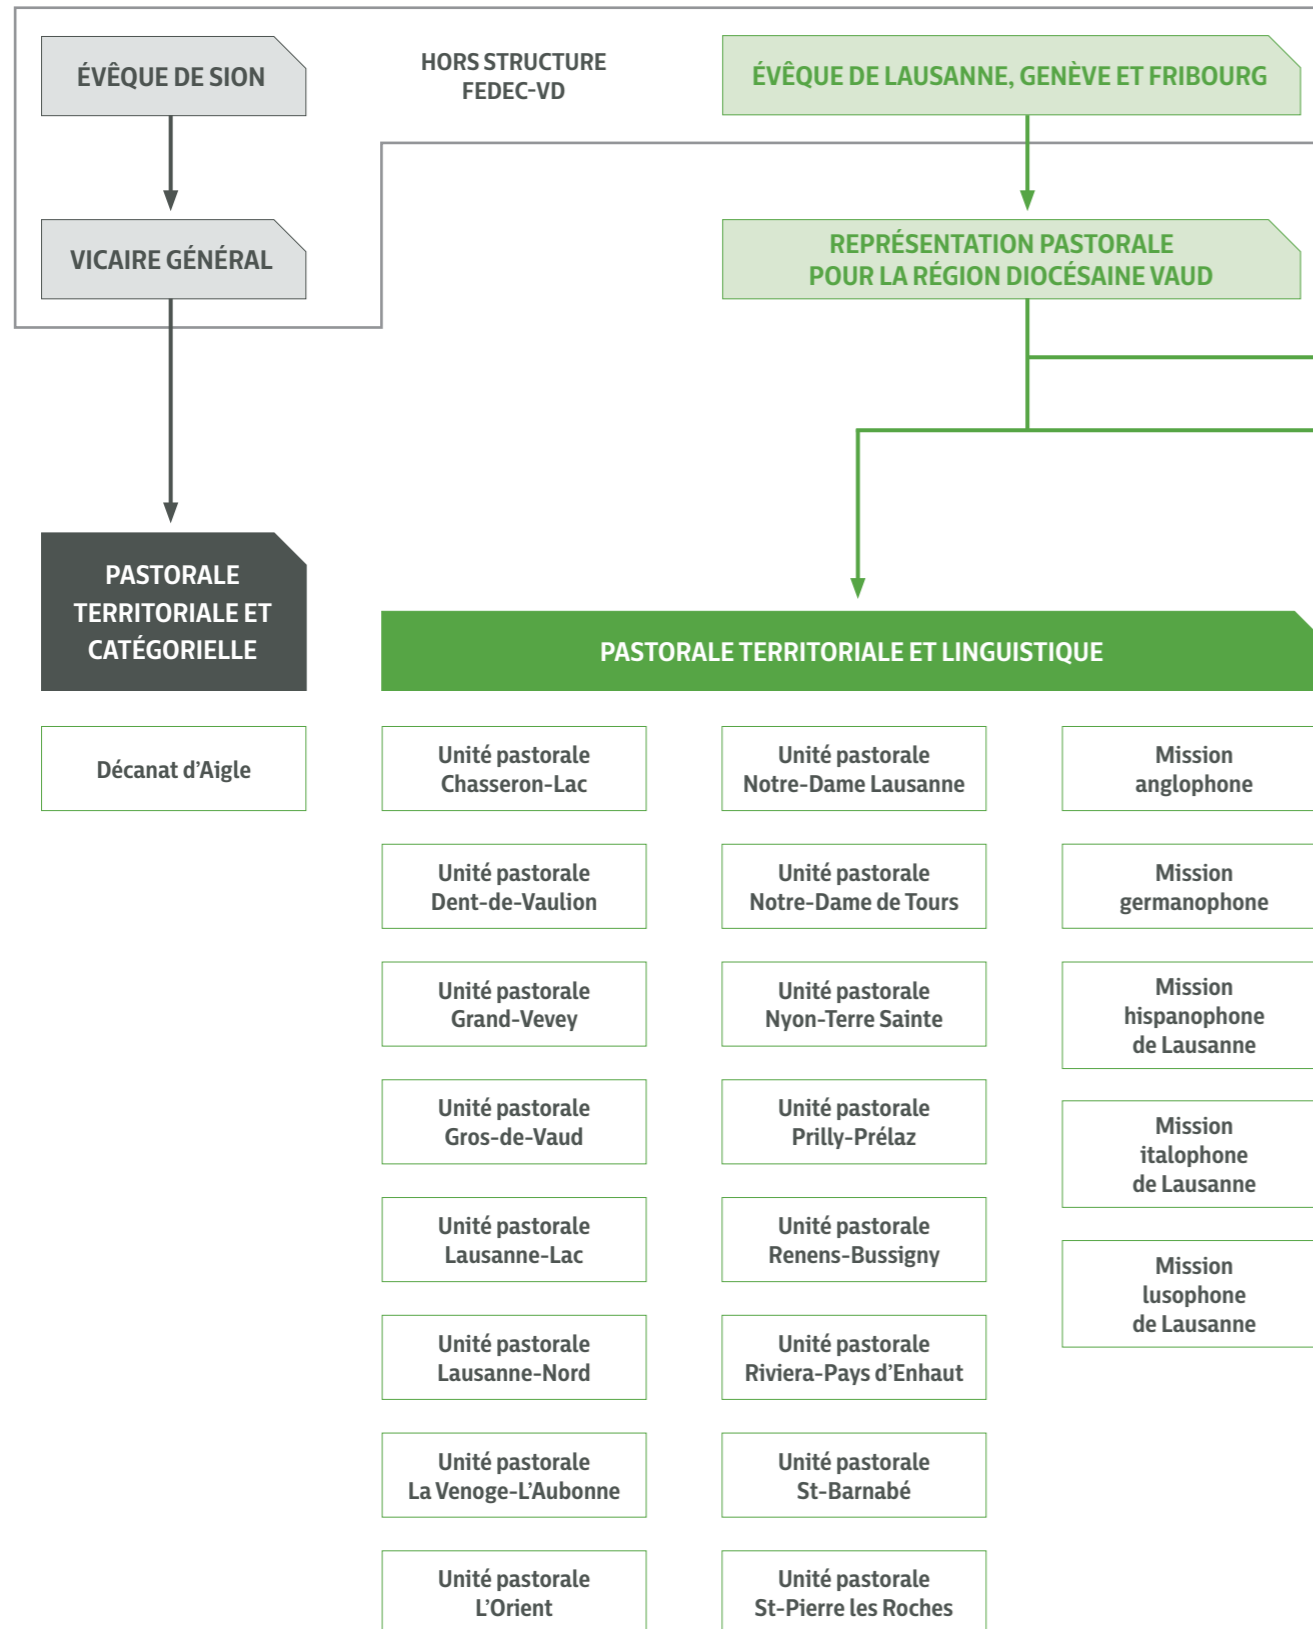 ÉVÊQUE DE SION
HORS STRUCTURE
FEDEC-VD
ÉVÊQUE DE LAUSANNE, GENÈVE ET FRIBOURG
VICAIRE GÉNÉRAL
REPRÉSENTATION PASTORALE
POUR LA RÉGION DIOCÉSAINE VAUD
PASTORALE
TERRITORIALE ET
CATÉGORIELLE
PASTORALE TERRITORIALE ET LINGUISTIQUE
Décanat d'Aigle
Unité pastorale
Chasseron-Lac
Unité pastorale
Dent-de-Vaulion
Unité pastorale
Grand-Vevey
Unité pastorale
Gros-de-Vaud
Unité pastorale
Lausanne-Lac
Unité pastorale
Lausanne-Nord
Unité pastorale
La Venoge-L'Aubonne
Unité pastorale
L'Orient
Unité pastorale
Notre-Dame Lausanne
Unité pastorale
Notre-Dame de Tours
Unité pastorale
Nyon-Terre Sainte
Unité pastorale
Prilly-Prélaz
Unité pastorale
Renens-Bussigny
Unité pastorale
Riviera-Pays d'Enhaut
Unité pastorale
St-Barnabé
Unité pastorale
St-Pierre les Roches
Mission
anglophone
Mission
germanophone
Mission
hispanophone
de Lausanne
Mission
italophone
de Lausanne
Mission
lusophone
de Lausanne